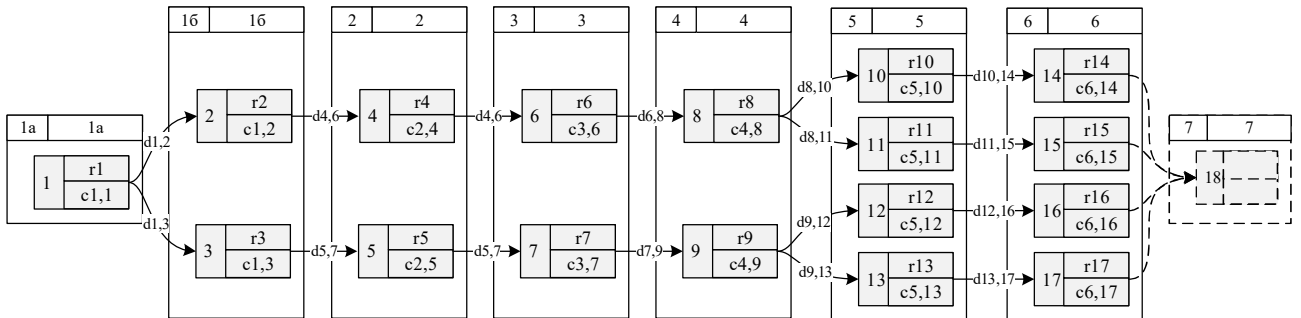 1а 1а
1
r1
c1,1
d1,2
d1,3
1б 1б
2
r2
c1,2
3
r3
c1,3
d4,6
d5,7
2 2
4
r4
c2,4
5
r5
c2,5
d4,6
d5,7
3 3
6
r6
c3,6
7
r7
c3,7
d6,8
d7,9
4 4
8
r8
c4,8
9
r9
c4,9
d8,10
d8,11
d9,12
d9,13
5 5
10
r10
c5,10
11
r11
c5,11
12
r12
c5,12
13
r13
c5,13
d10,14
d11,15
d12,16
d13,17
6 6
14
r14
c6,14
15
r15
c6,15
16
r16
c6,16
17
r17
c6,17
7 7
18